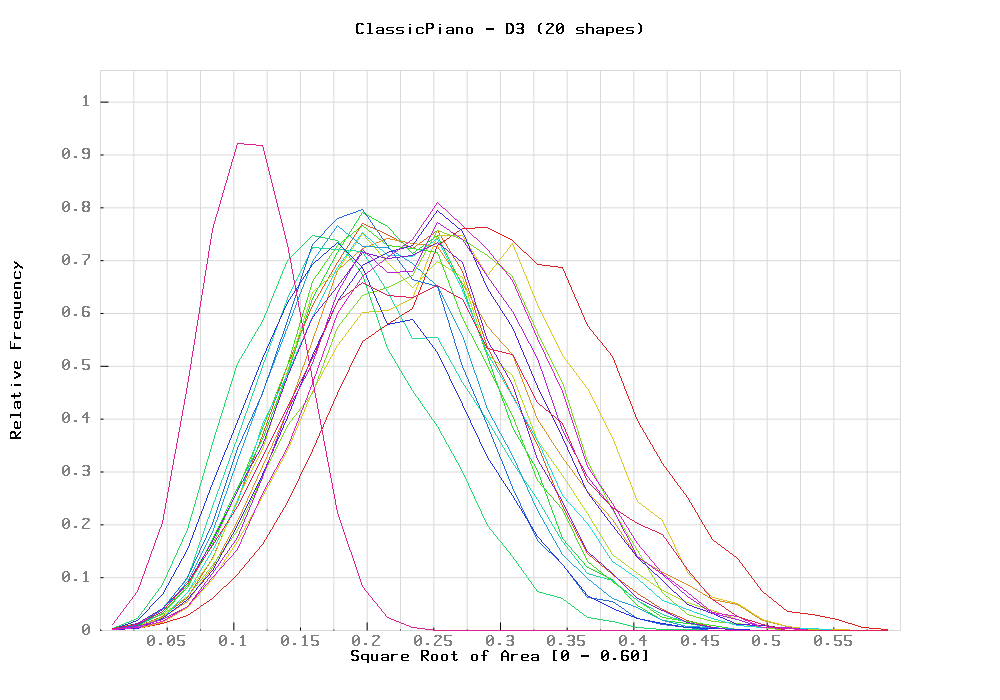 ClassicPiano - D3 (20 shapes)
Relative Frequency
1
0.9
0.8
0.7
0.6
0.5
0.4
0.3
0.2
0.1
0
0.05 0.1 0.15 0.2 0.25 0.3 0.35 0.4 0.45 0.5 0.55
Square Root of Area [0 - 0.60]